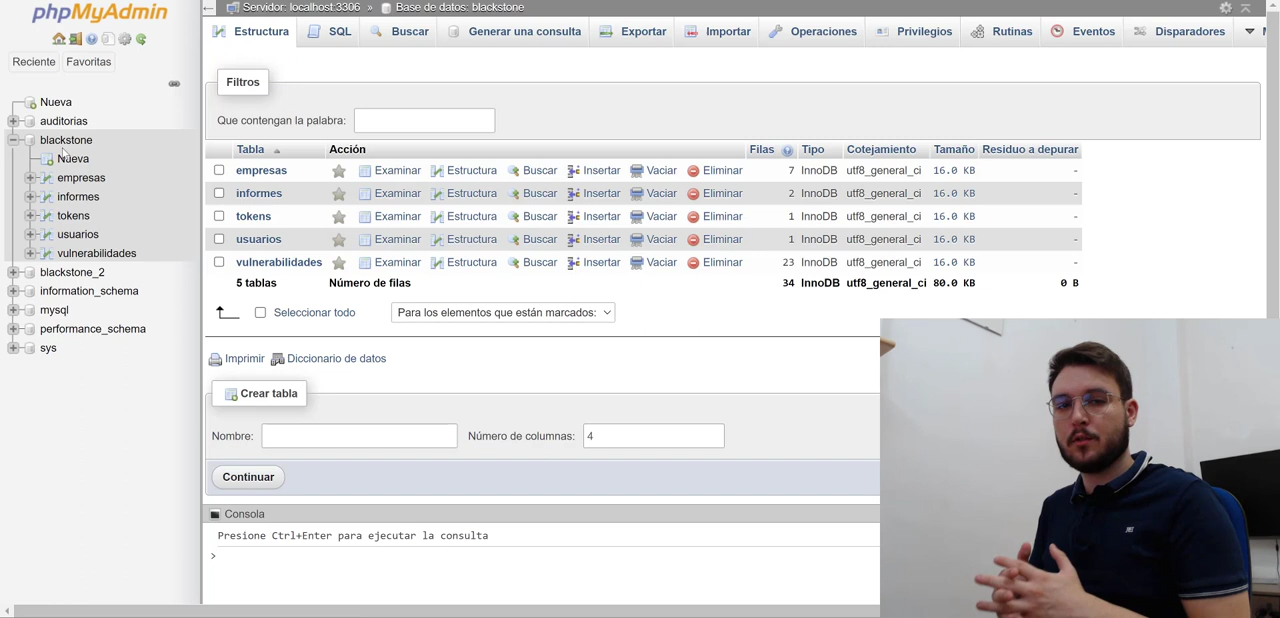 phpMyAdmin
Reciente Favoritas
Nueva
auditorias
blackstone
Nueva
empresas
informes
tokens
usuarios
vulnerabilidades
blackstone_2
information_schema
mysql
performance_schema
sys
Servidor: localhost:3306 » Base de datos: blackstone
Estructura SQL Buscar Generar una consulta Exportar Importar Operaciones Privilegios Rutinas Eventos Disparadores
Filtros
Que contengan la palabra:
Tabla Acción Filas Tipo Cotejamiento Tamaño Residuo a depurar
empresas Examinar Estructura Buscar Insertar Vaciar Eliminar 7 InnoDB utf8_general_ci 16.0 KB -
informes Examinar Estructura Buscar Insertar Vaciar Eliminar 2 InnoDB utf8_general_ci 16.0 KB -
tokens Examinar Estructura Buscar Insertar Vaciar Eliminar 1 InnoDB utf8_general_ci 16.0 KB -
usuarios Examinar Estructura Buscar Insertar Vaciar Eliminar 1 InnoDB utf8_general_ci 16.0 KB -
vulnerabilidades Examinar Estructura Buscar Insertar Vaciar Eliminar 23 InnoDB utf8_general_ci 16.0 KB -
5 tablas Número de filas 34 InnoDB utf8_general_ci 80.0 KB 0 B
Seleccionar todo Para los elementos que están marcados:
Imprimir Diccionario de datos
Crear tabla
Nombre: Número de columnas: 4
Continuar
Consola
Presione Ctrl+Enter para ejecutar la consulta
>